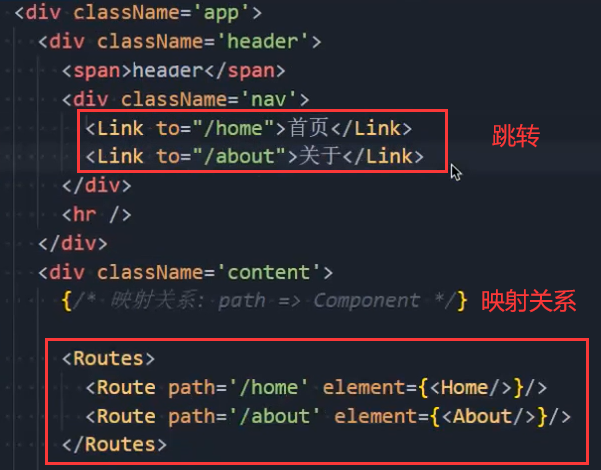 <div className='app'>
<div className='header'>
<span>header</span>
<div className='nav'>
<Link to="/home">首页</Link>
<Link to="/about">关于</Link>
跳转
</div>
<hr />
</div>
<div className='content'>
{/* 映射关系: path => Component */}
映射关系
<Routes>
<Route path='/home' element={<Home/>}/>
<Route path='/about' element={<About/>}/>
</Routes>